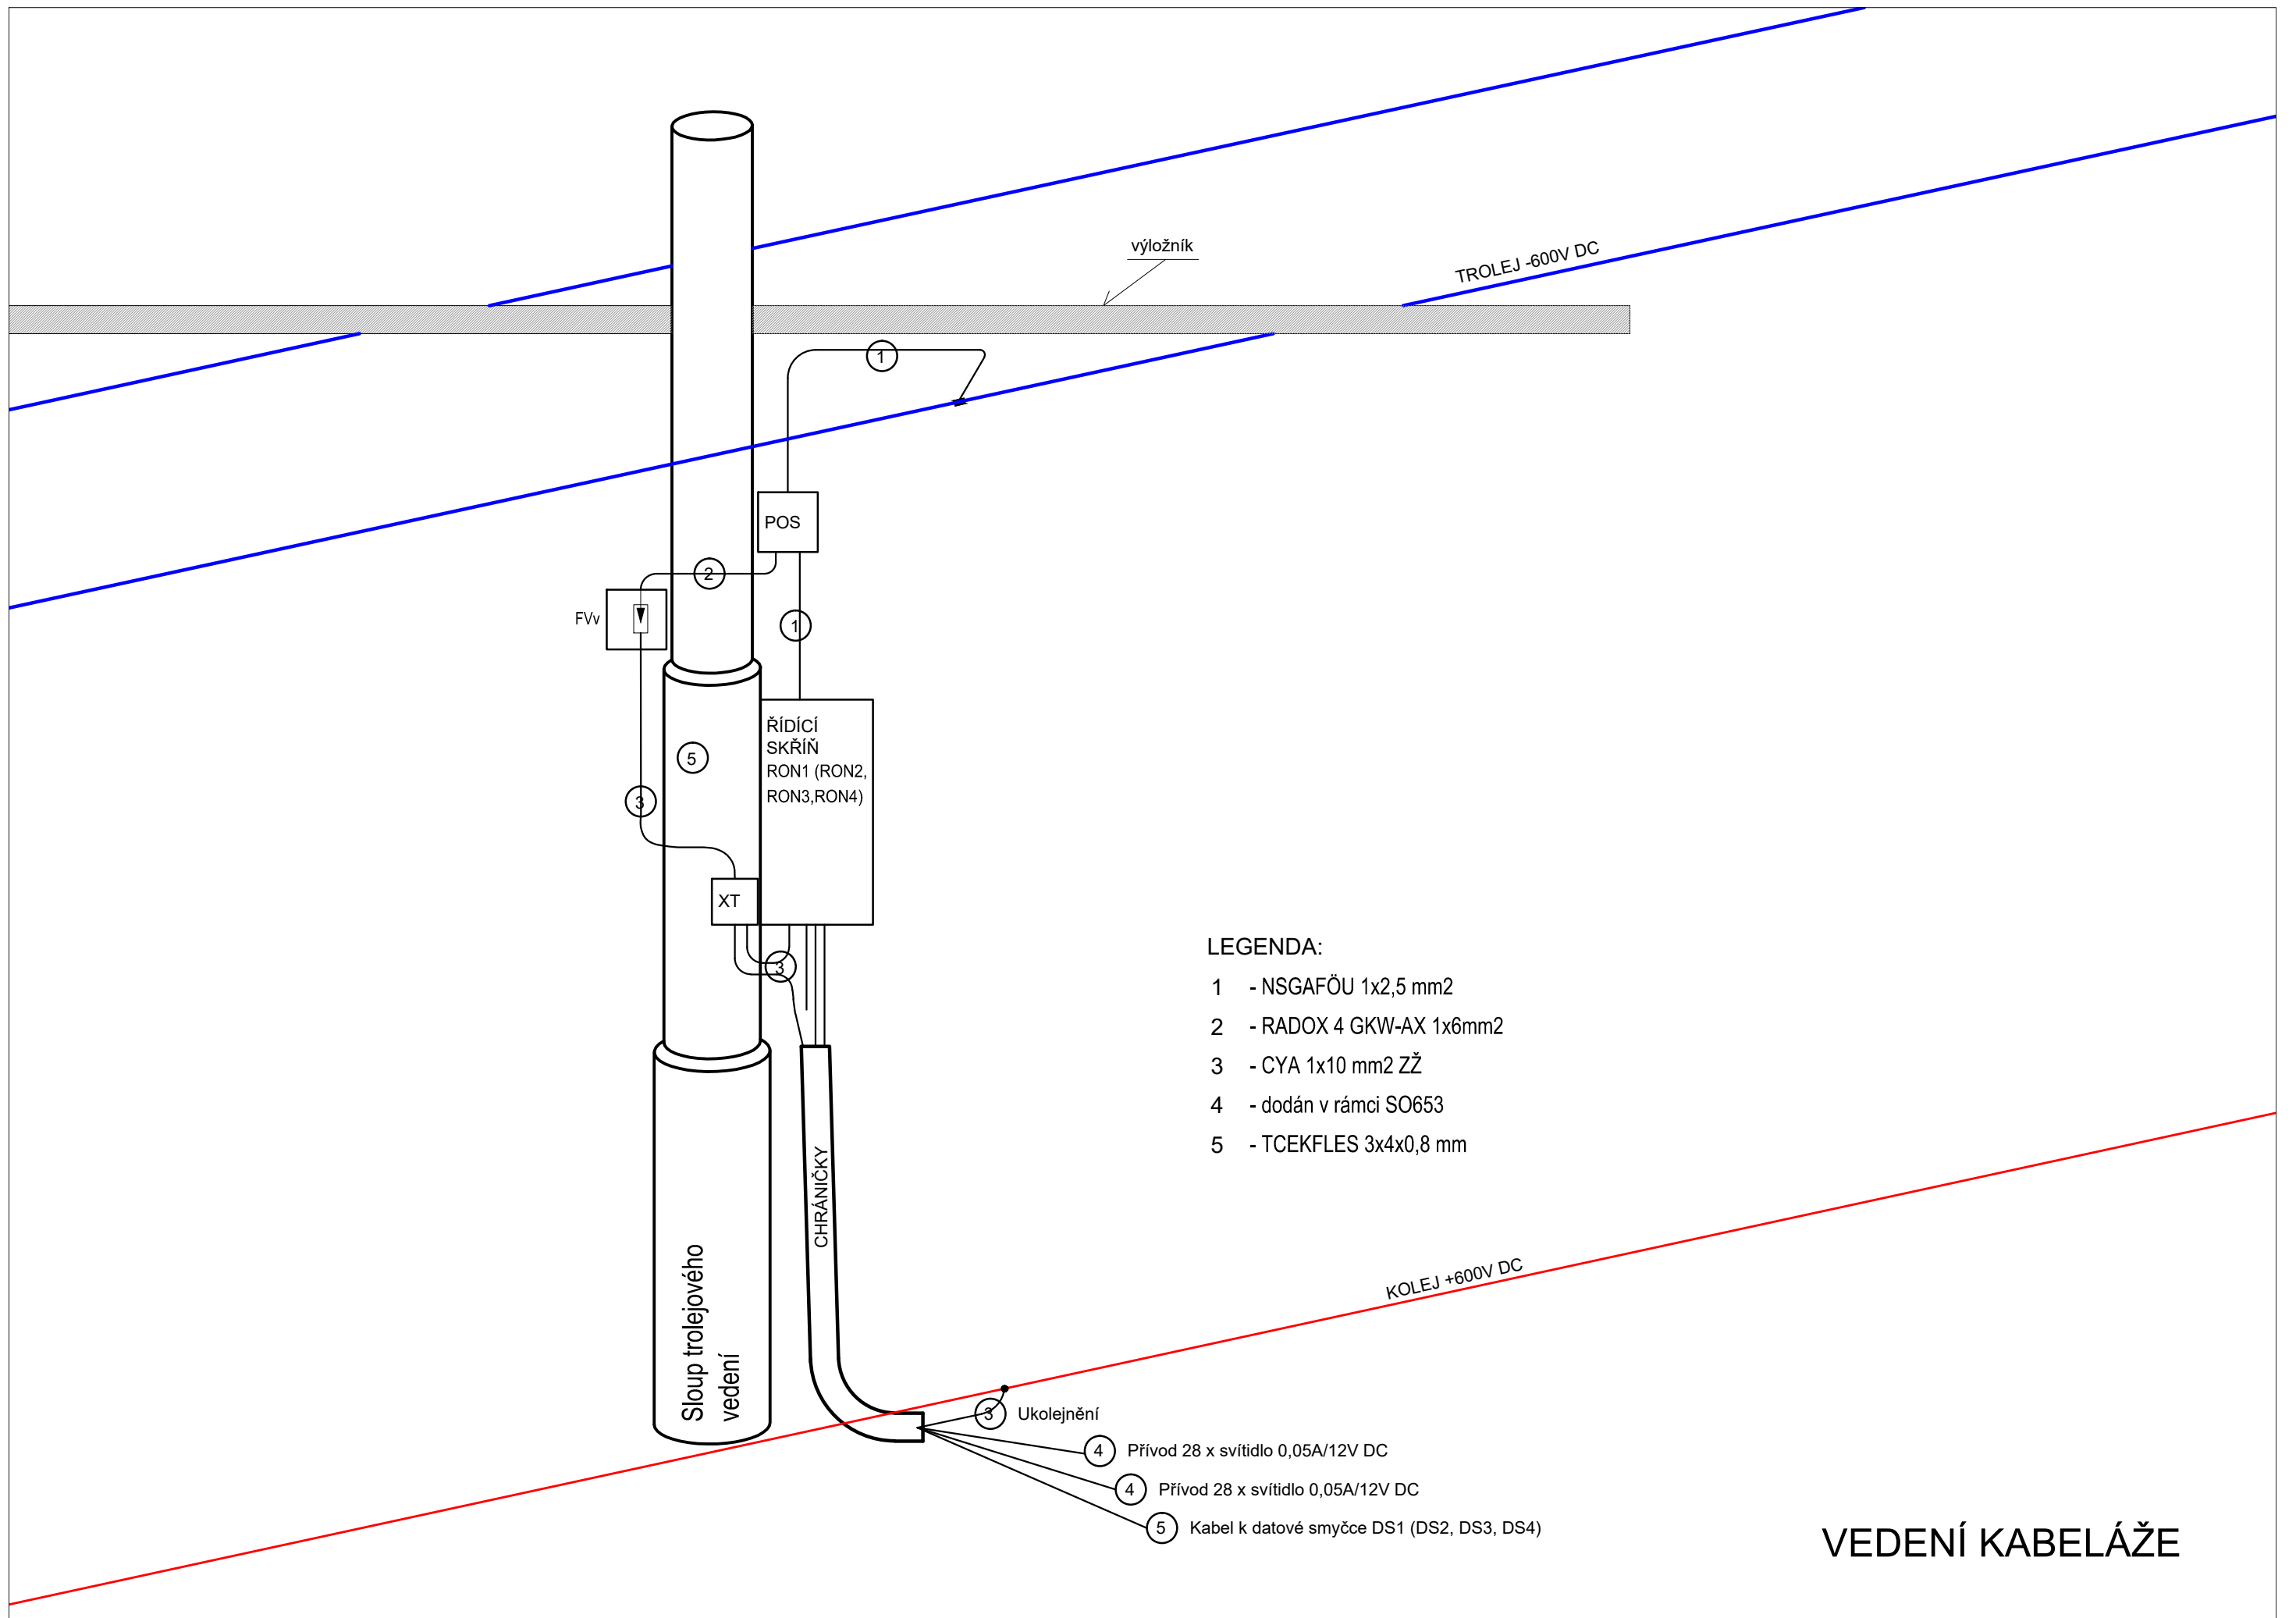 výložník
TROLEJ -600V DC
1
POS
2
FVv
1
ŘÍDÍCÍ
SKŘÍŇ
RON1 (RON2,
RON3,RON4)
5
3
XT
3
LEGENDA:
1 - NSGAFÖU 1x2,5 mm2
2 - RADOX 4 GKW-AX 1x6mm2
3 - CYA 1x10 mm2 ZŽ
4 - dodán v rámci SO653
5 - TCEKFLES 3x4x0,8 mm
CHRÁNIČKY
Sloup trolejového
vedení
KOLEJ +600V DC
3 Ukolejnění
4 Přívod 28 x svítidlo 0,05A/12V DC
4 Přívod 28 x svítidlo 0,05A/12V DC
5 Kabel k datové smyčce DS1 (DS2, DS3, DS4)
VEDENÍ KABELÁŽE